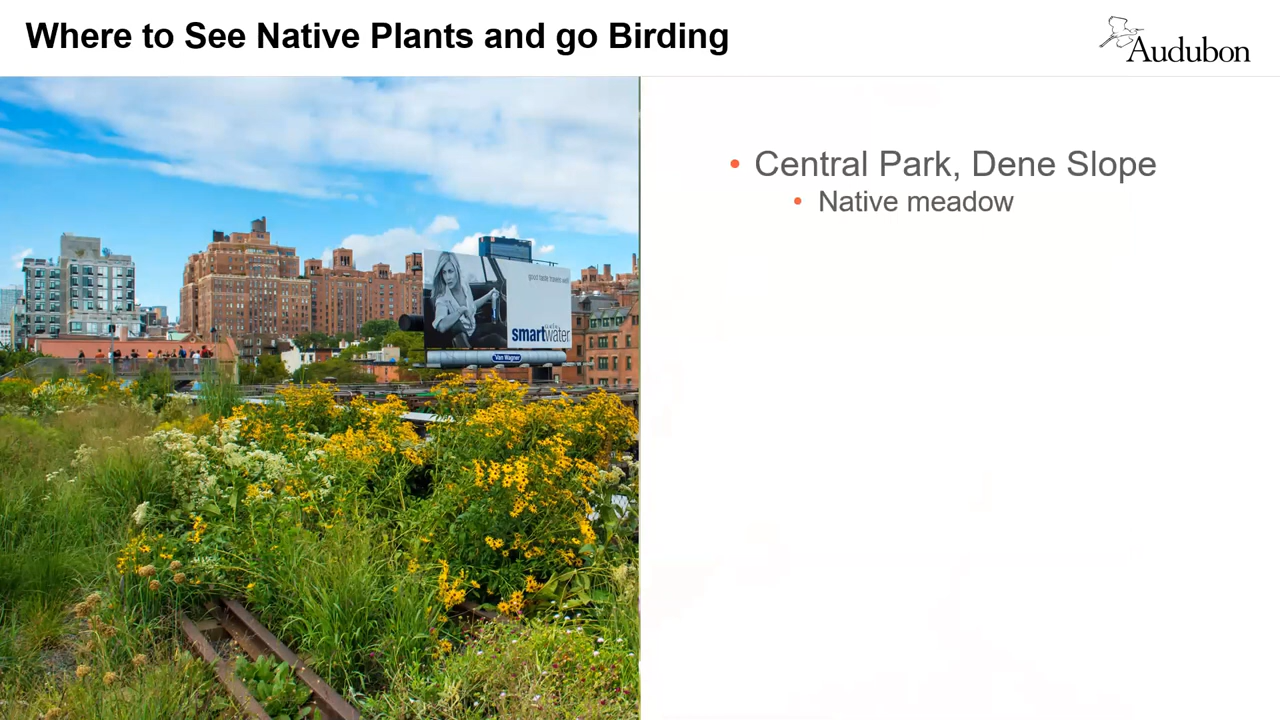 Where to See Native Plants and go Birding
Audubon
• Central Park, Dene Slope
• Native meadow
good taste travels well
smartwater
Van Wagner